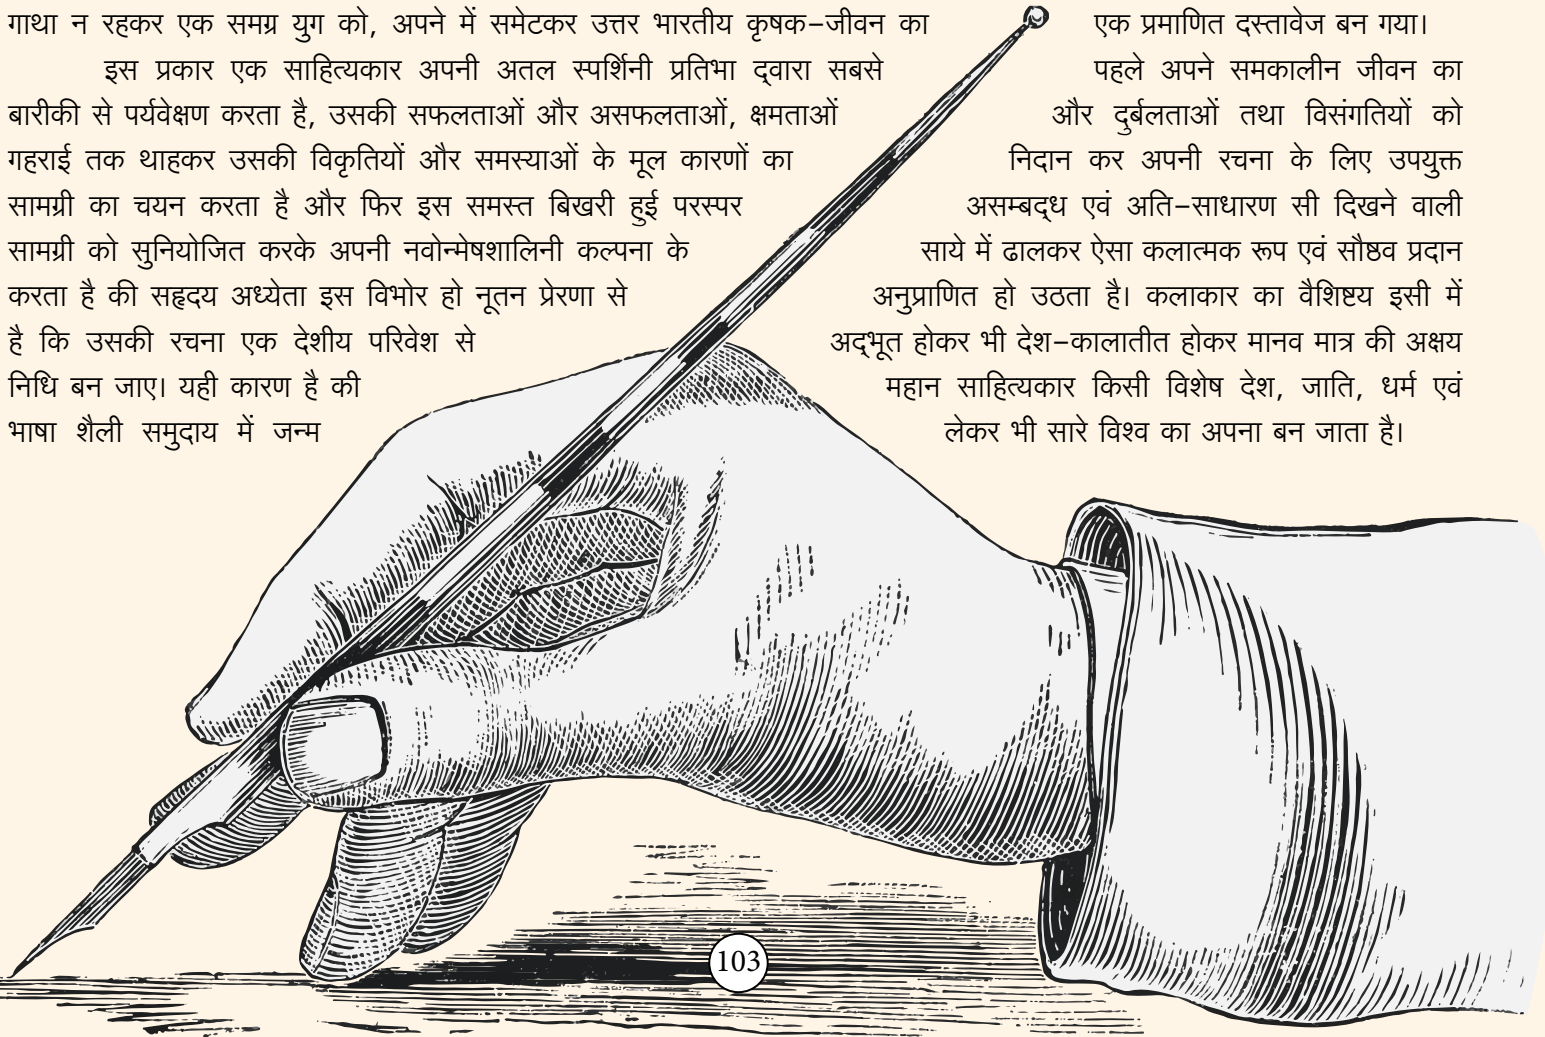 गाथा न रहकर एक समग्र युग को, अपने में समेटकर उत्तर भारतीय कृषक-जीवन का एक प्रमाणित दस्तावेज बन गया।
इस प्रकार एक साहित्यकार अपनी अतल स्पर्शिनी प्रतिभा द्वारा सबसे पहले अपने समकालीन जीवन का
बारीकी से पर्यवेक्षण करता है, उसकी सफलताओं और असफलताओं, क्षमताओं और दुर्बलताओं तथा विसंगतियों को
गहराई तक थाहकर उसकी विकृतियों और समस्याओं के मूल कारणों का निदान कर अपनी रचना के लिए उपयुक्त
सामग्री का चयन करता है और फिर इस समस्त बिखरी हुई परस्पर असम्बद्ध एवं अति-साधारण सी दिखने वाली
सामग्री को सुनियोजित करके अपनी नवोन्मेषशालिनी कल्पना के साये में ढालकर ऐसा कलात्मक रूप एवं सौष्ठव प्रदान
करता है की सहृदय अध्येता इस विभोर हो नूतन प्रेरणा से अनुप्राणित हो उठता है। कलाकार का वैशिष्टय इसी में
है कि उसकी रचना एक देशीय परिवेश से अद्भूत होकर भी देश-कालातीत होकर मानव मात्र की अक्षय
निधि बन जाए। यही कारण है की महान साहित्यकार किसी विशेष देश, जाति, धर्म एवं
भाषा शैली समुदाय में जन्म लेकर भी सारे विश्व का अपना बन जाता है।
103